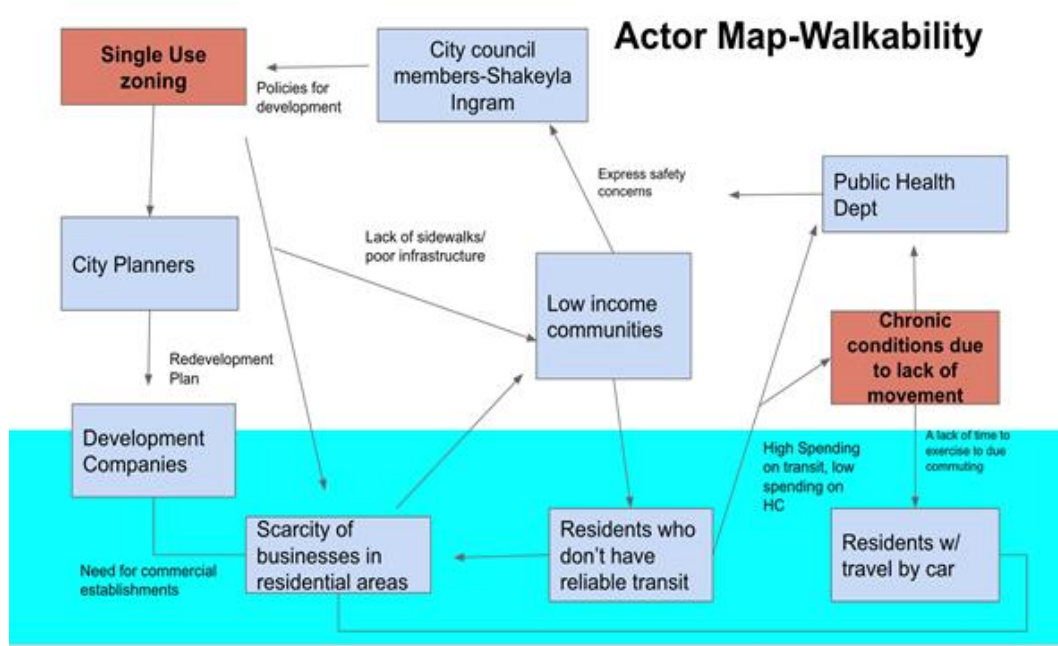 Actor Map-Walkability
Single Use
zoning
City council
members-Shakeyla
Ingram
Policies for
development
Express safety
concerns
Public Health
Dept
City Planners
Lack of sidewalks/
poor infrastructure
Low income
communities
Chronic
conditions due
to lack of
movement
Redevelopment
Plan
Development
Companies
High Spending
on transit, low
spending on
HC
A lack of time to
exercise to due
commuting
Scarcity of
businesses in
residential areas
Residents who
don't have
reliable transit
Residents w/
travel by car
Need for commercial
establishments